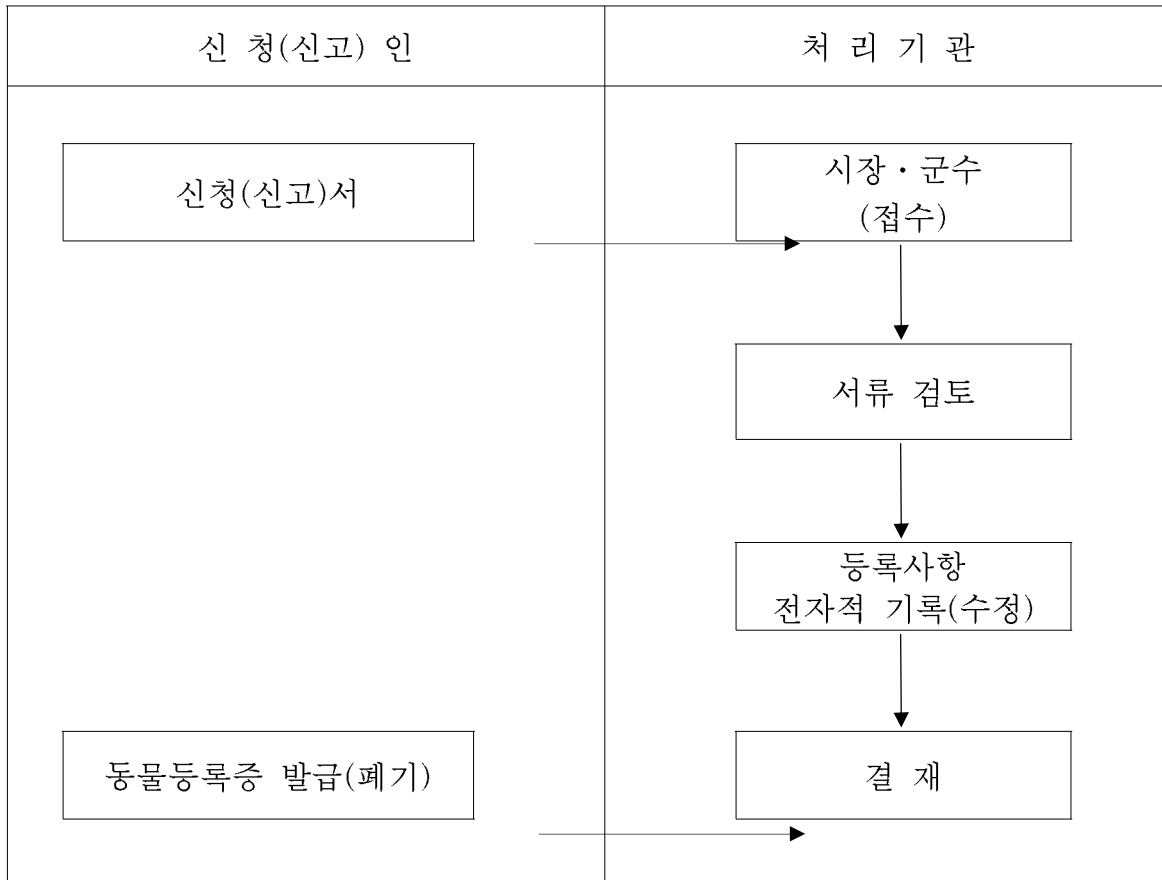 신 청(신고) 인
처 리 기 관
신청(신고)서
시장・군수
(접수)
서류 검토
등록사항
전자적 기록(수정)
동물등록증 발급(폐기)
결 재